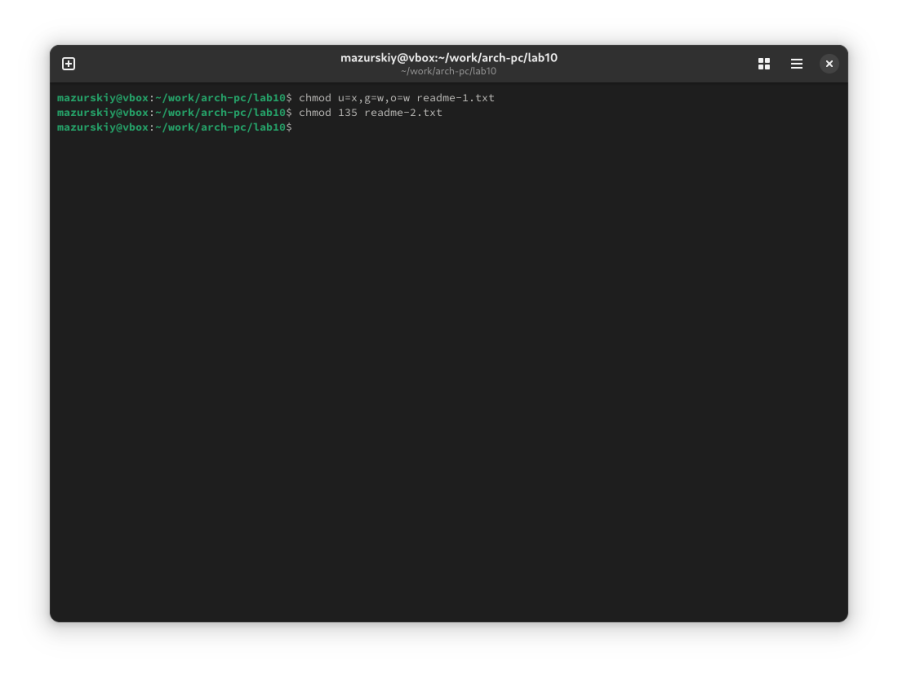 mazurskiy@vbox:~/work/arch-pc/lab10
~/work/arch-pc/lab10
mazurskiy@vbox:~/work/arch-pc/lab10$ chmod u=x,g=w,o=w readme-1.txt
mazurskiy@vbox:~/work/arch-pc/lab10$ chmod 135 readme-2.txt
mazurskiy@vbox:~/work/arch-pc/lab10$